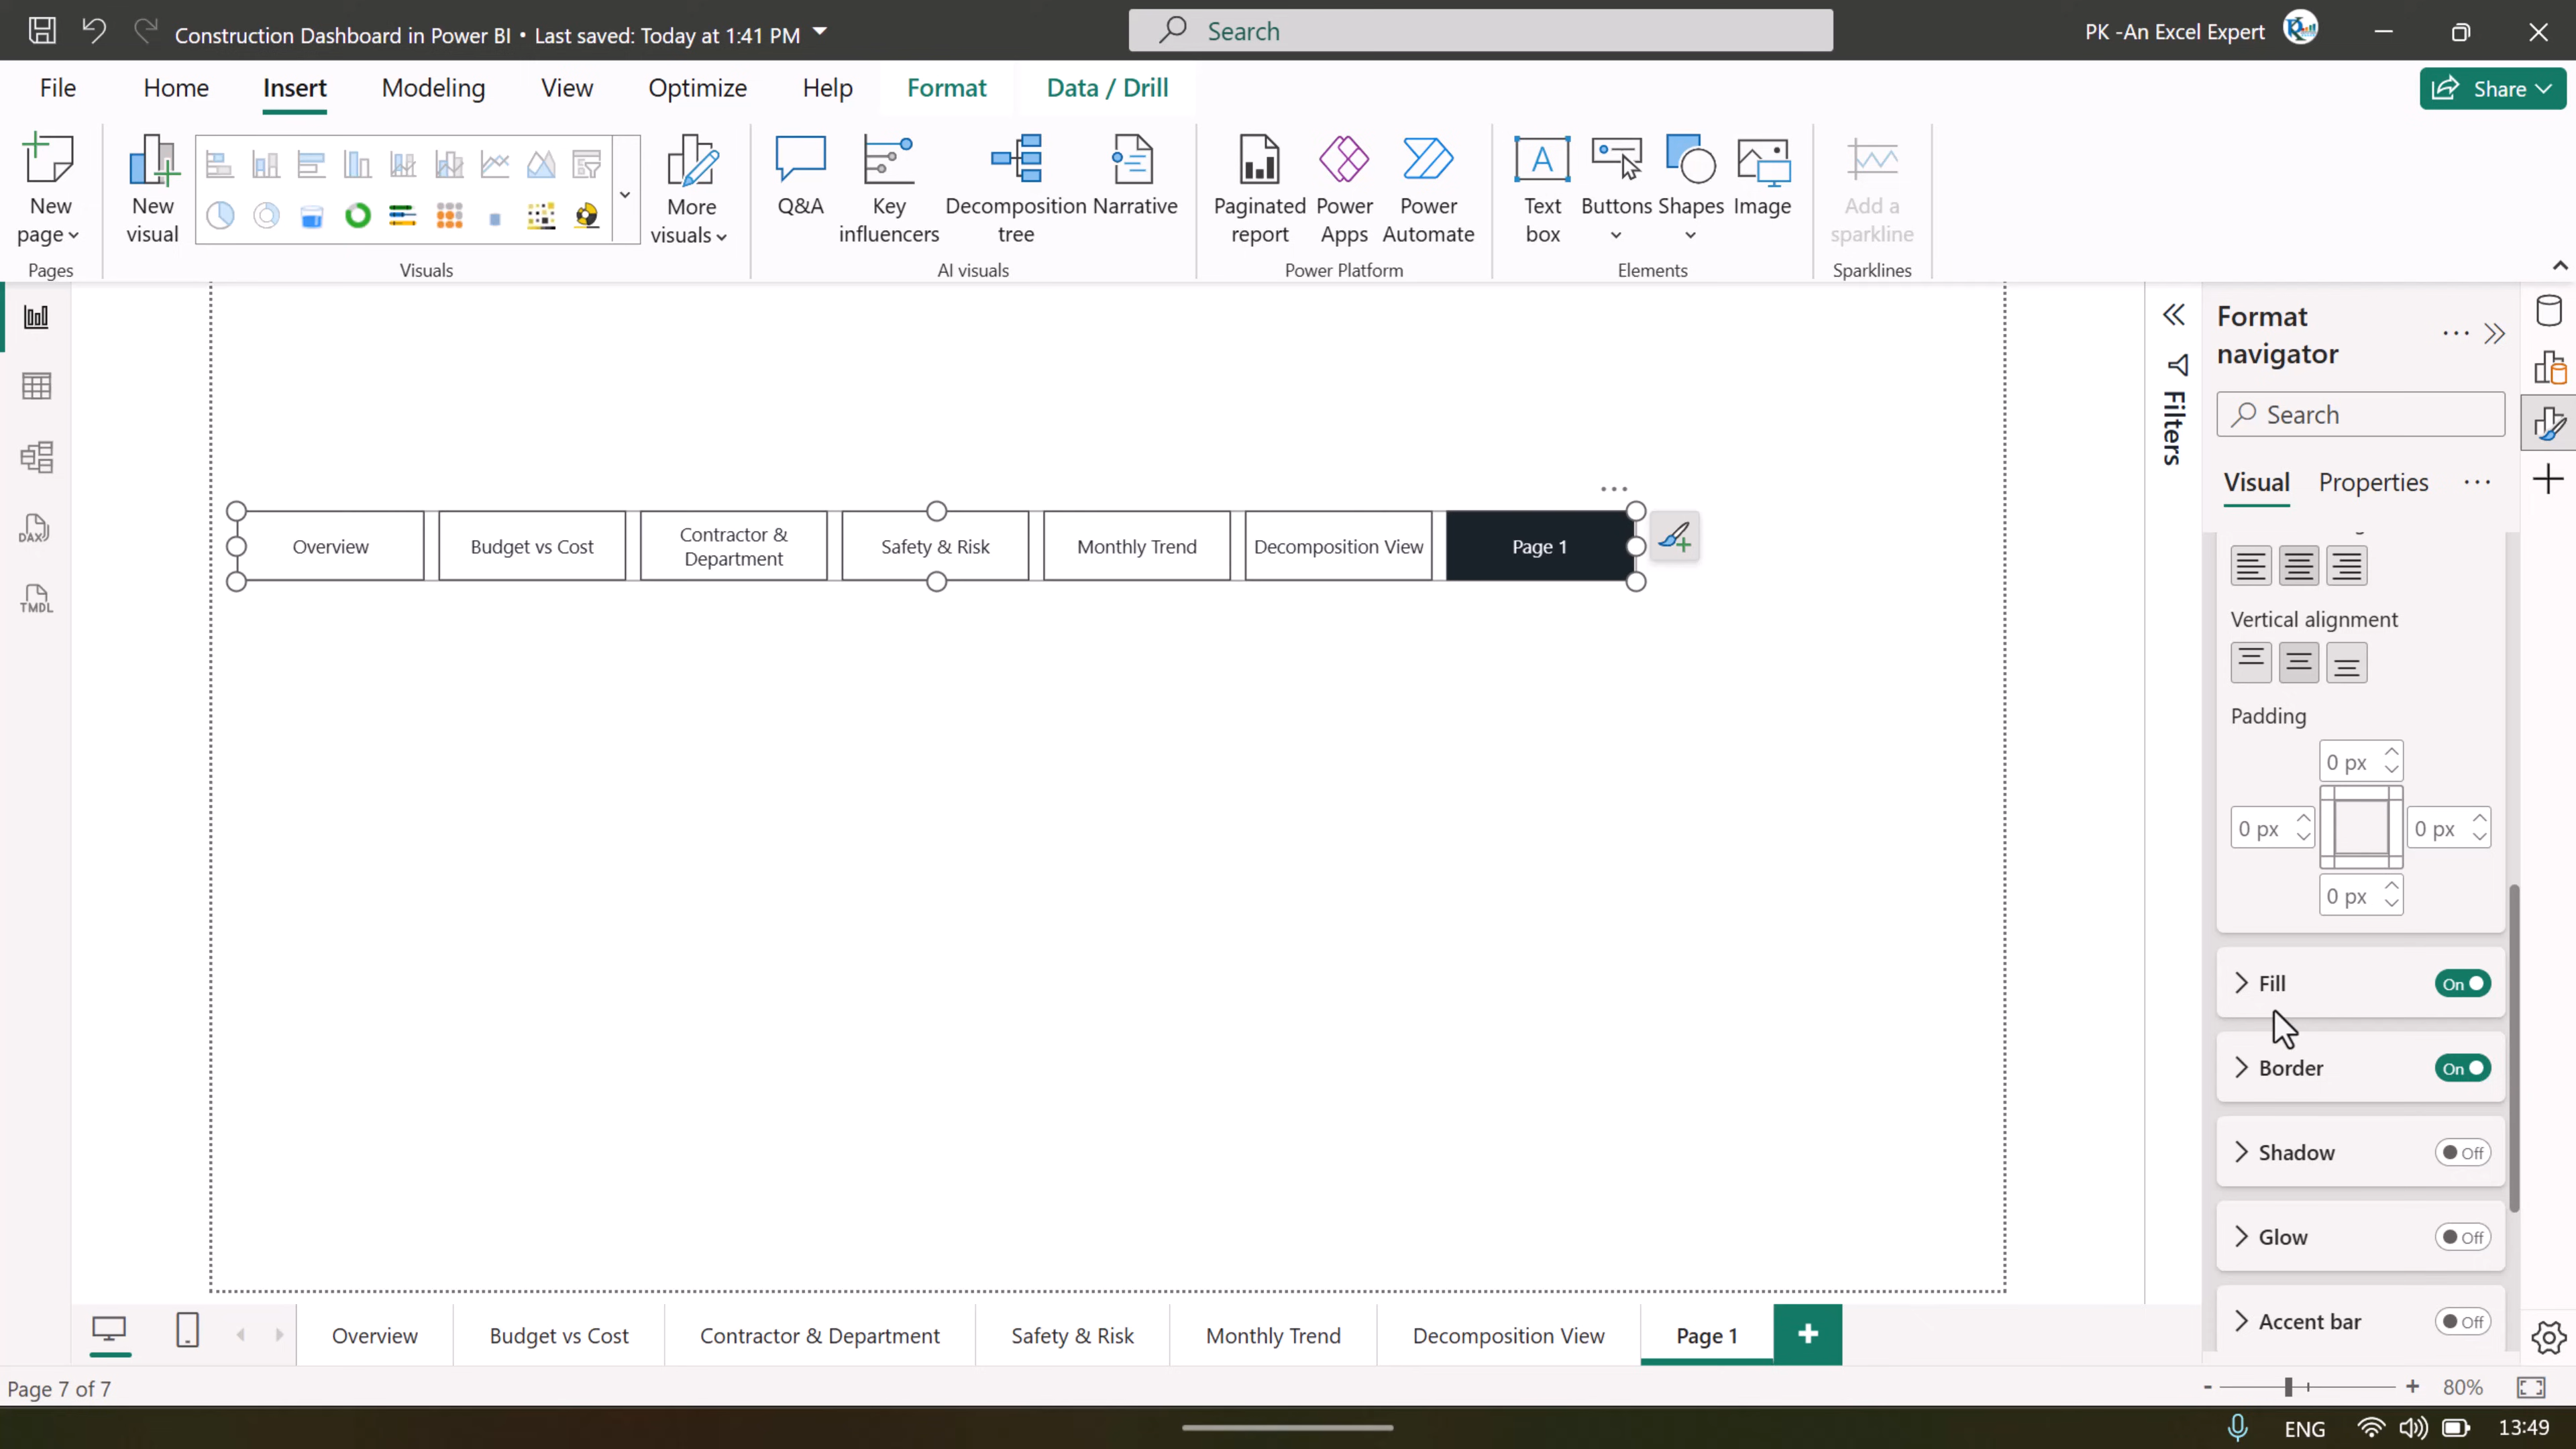 Construction Dashboard in Power BI • Last saved: Today at 1:41 PM
Search
PK -An Excel Expert
File
Home
Insert
Modeling
View
Optimize
Help
Format
Data / Drill
Share
New
page
Pages
New
visual
More
visuals
Visuals
Q&A
Key
influencers
Decomposition
tree
Narrative
AI visuals
Paginated
report
Power
Apps
Power
Automate
Power Platform
Text
box
Buttons
Shapes
Image
Elements
Add a
sparkline
Sparklines
DAX
TMDL
Overview
Budget vs Cost
Contractor &
Department
Safety & Risk
Monthly Trend
Decomposition View
Page 1
Filters
Format
navigator
Search
Visual
Properties
Vertical alignment
Padding
0 px
0 px
0 px
0 px
Fill
On
Border
On
Shadow
Off
Glow
Off
Accent bar
Off
Overview
Budget vs Cost
Contractor & Department
Safety & Risk
Monthly Trend
Decomposition View
Page 1
+
Page 7 of 7
- + 80%
ENG
13:49